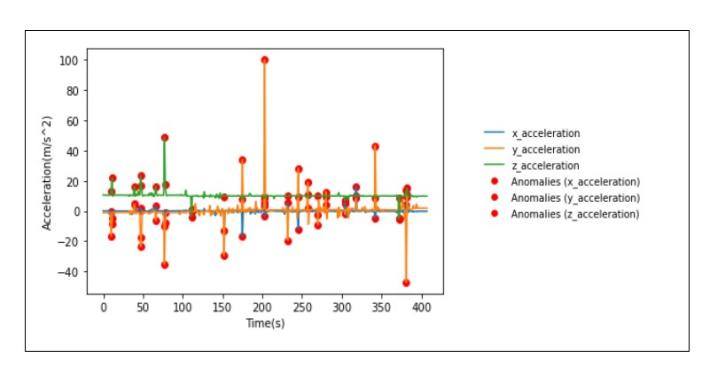 100
80
60
40
20
0
−20
−40
Acceleration(m/s^2)
0 50 100 150 200 250 300 350 400
Time(s)
x_acceleration
y_acceleration
z_acceleration
Anomalies (x_acceleration)
Anomalies (y_acceleration)
Anomalies (z_acceleration)